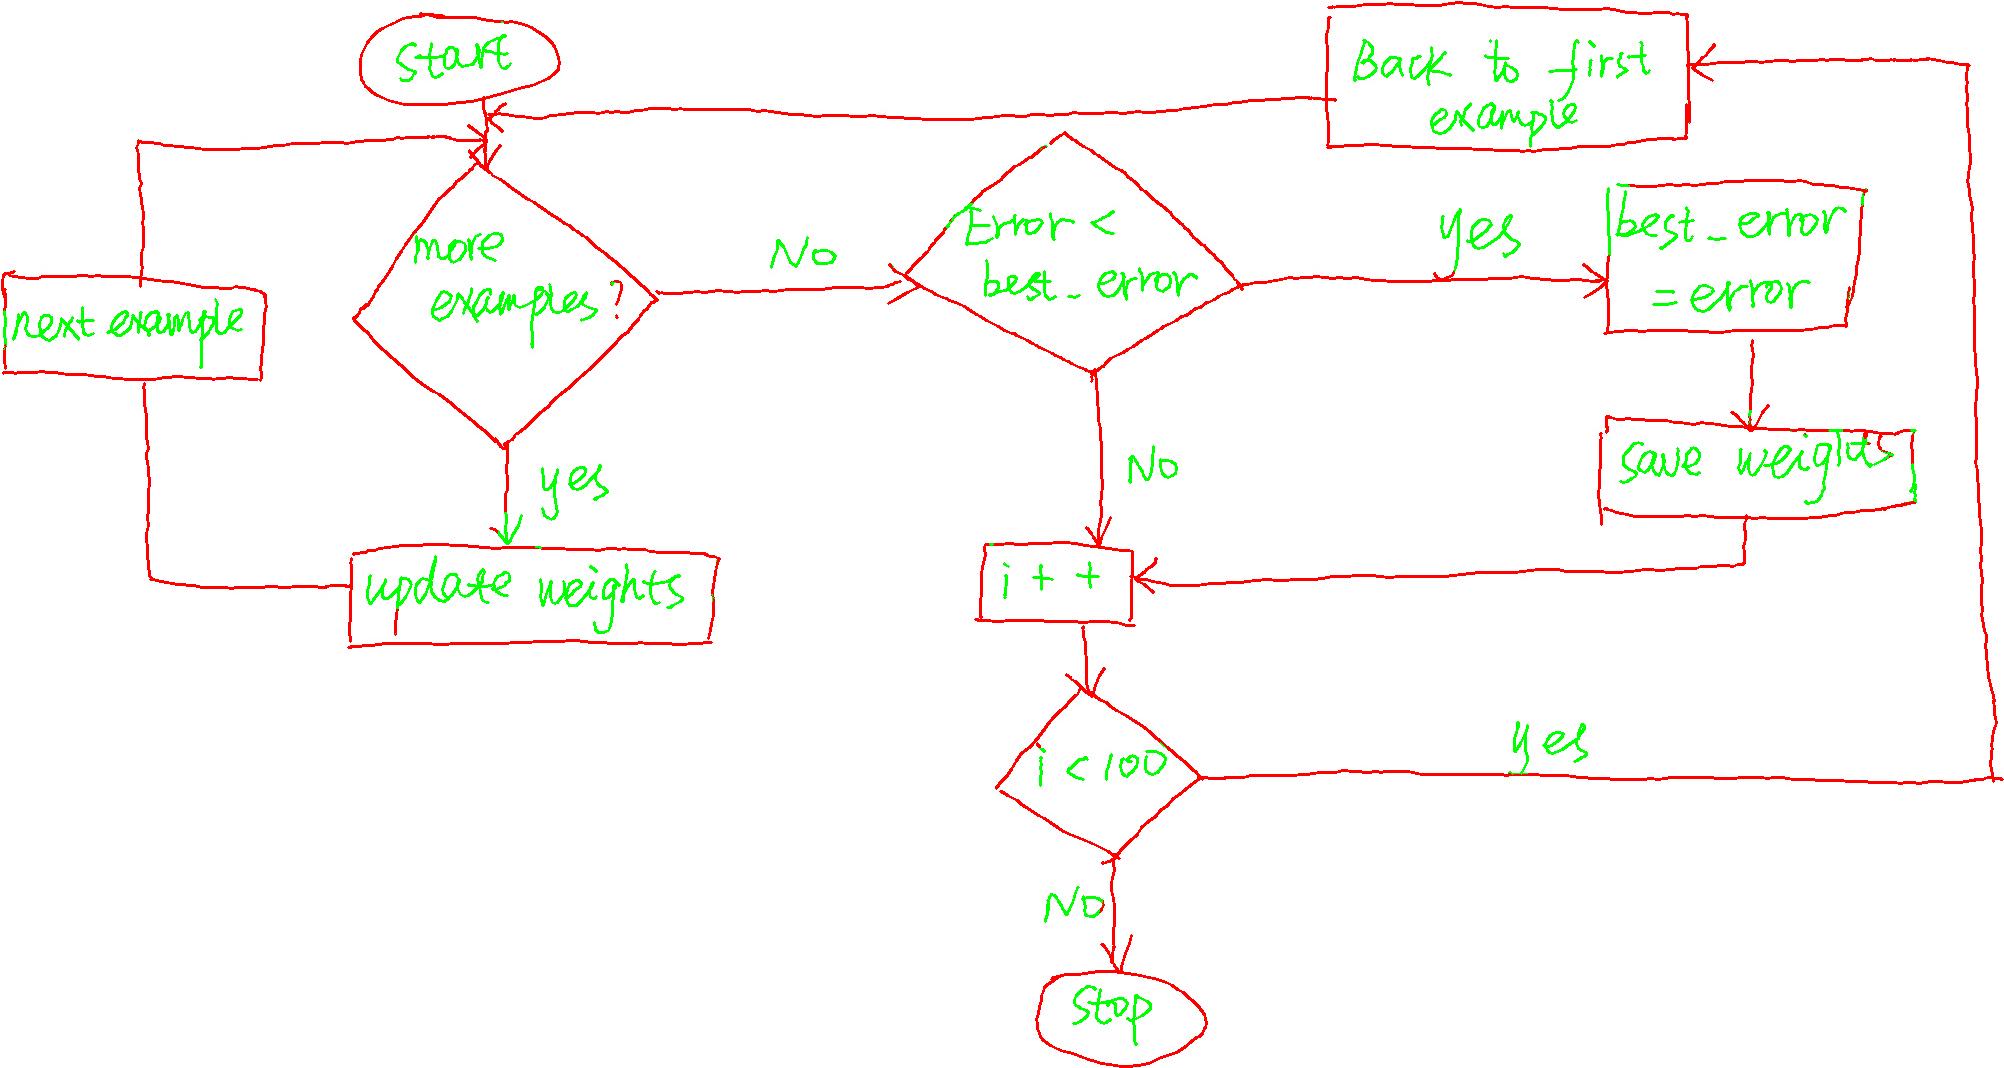 Start
Back to first
example
more
examples?
No
Error <
best_error
yes
best_error
= error
next example
yes
No
save weights
update weights
i + +
i < 100
yes
No
Stop